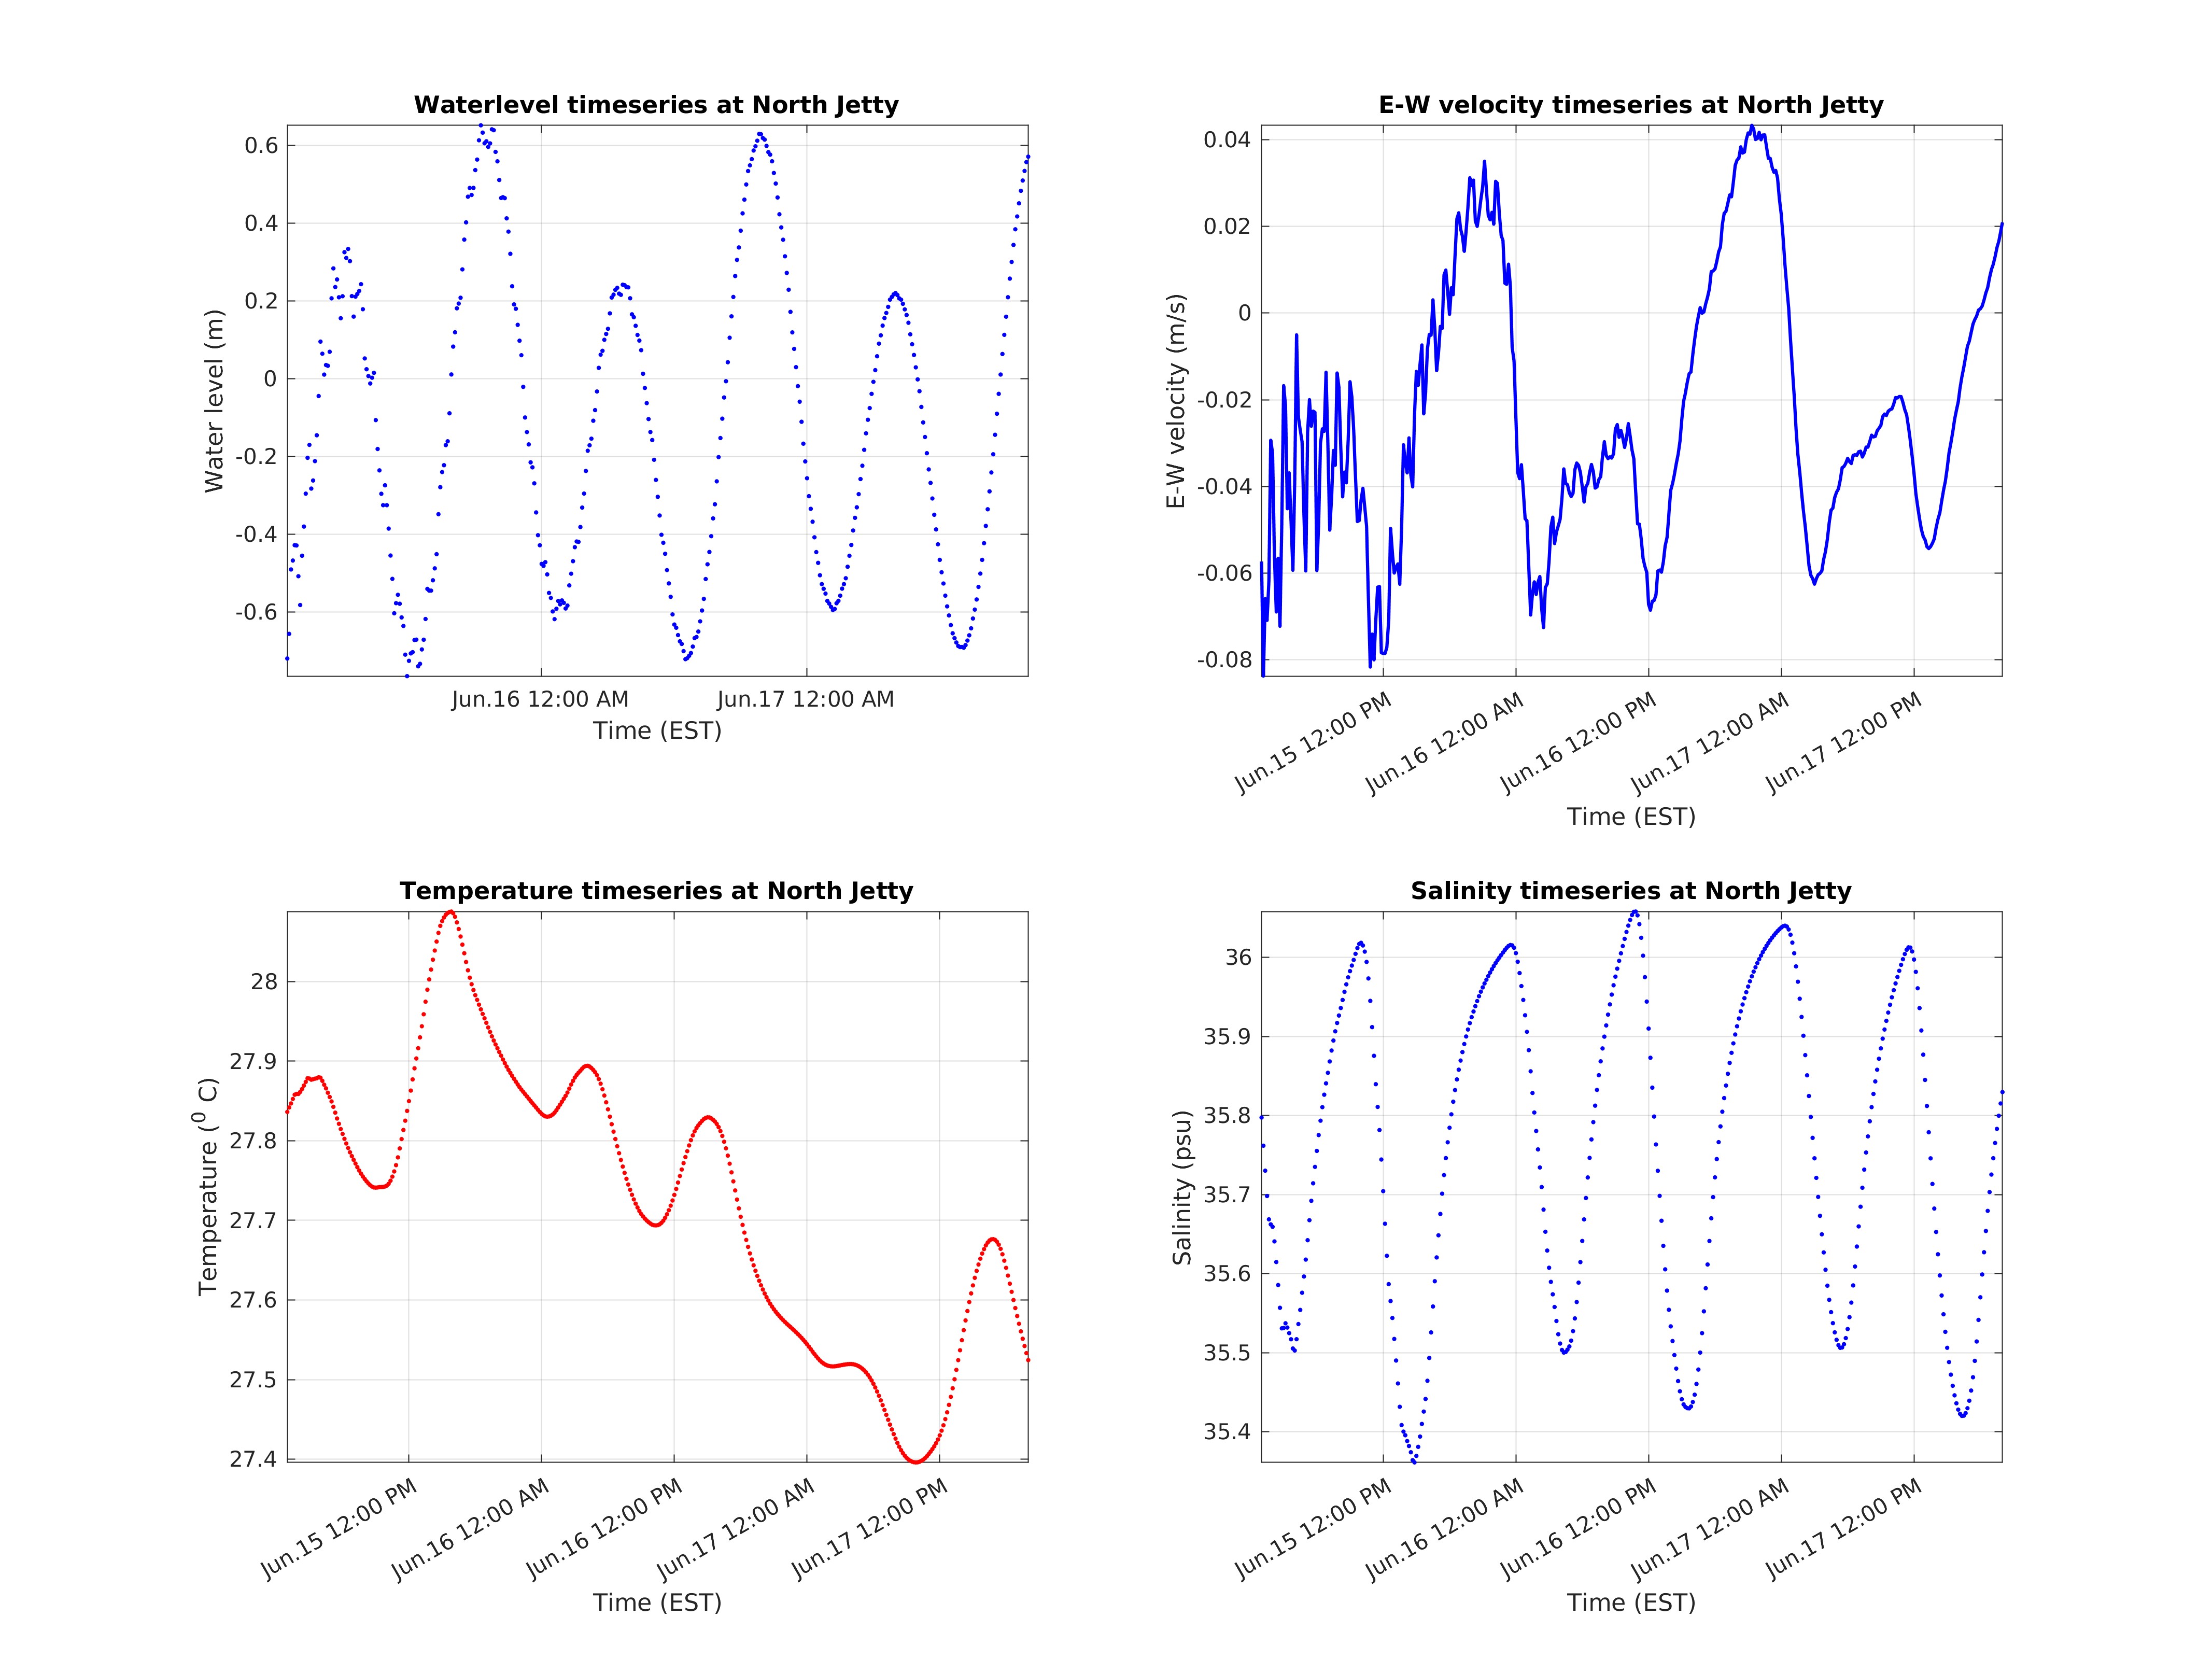 Waterlevel timeseries at North Jetty
0.6
0.4
0.2
0
-0.2
-0.4
-0.6
Water level (m)
Jun.16 12:00 AM
Jun.17 12:00 AM
Time (EST)
E-W velocity timeseries at North Jetty
0.04
0.02
0
-0.02
-0.04
-0.06
-0.08
E-W velocity (m/s)
Jun.15 12:00 PM
Jun.16 12:00 AM
Jun.16 12:00 PM
Jun.17 12:00 AM
Jun.17 12:00 PM
Time (EST)
Temperature timeseries at North Jetty
28
27.9
27.8
27.7
27.6
27.5
27.4
Temperature (⁰ C)
Jun.15 12:00 PM
Jun.16 12:00 AM
Jun.16 12:00 PM
Jun.17 12:00 AM
Jun.17 12:00 PM
Time (EST)
Salinity timeseries at North Jetty
36
35.9
35.8
35.7
35.6
35.5
35.4
Salinity (psu)
Jun.15 12:00 PM
Jun.16 12:00 AM
Jun.16 12:00 PM
Jun.17 12:00 AM
Jun.17 12:00 PM
Time (EST)